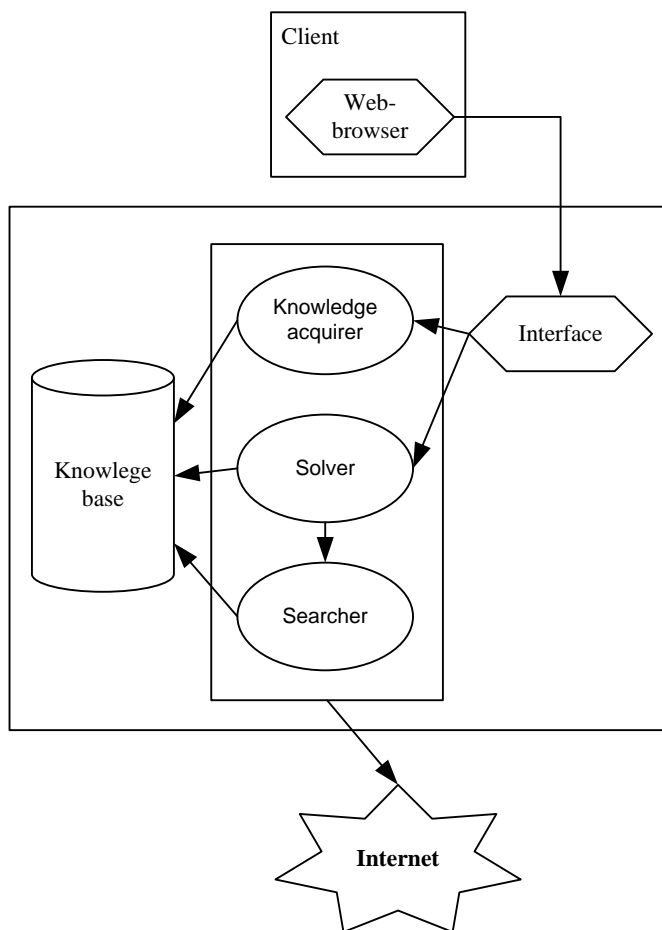 Client
Web-
browser
Knowledge
acquirer
Interface
Knowlege
base
Solver
Searcher
Internet